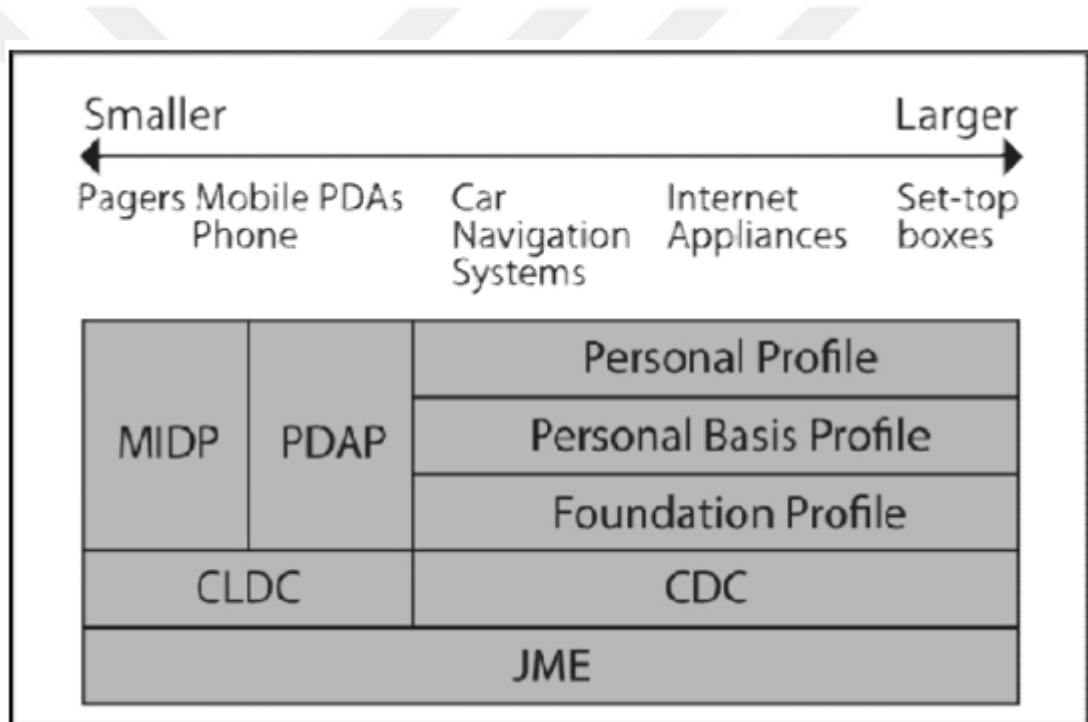 Smaller Larger
Pagers Mobile PDAs Car Internet Set-top
Phone Navigation Appliances boxes
Systems
Personal Profile
MIDP PDAP Personal Basis Profile
Foundation Profile
CLDC CDC
JME